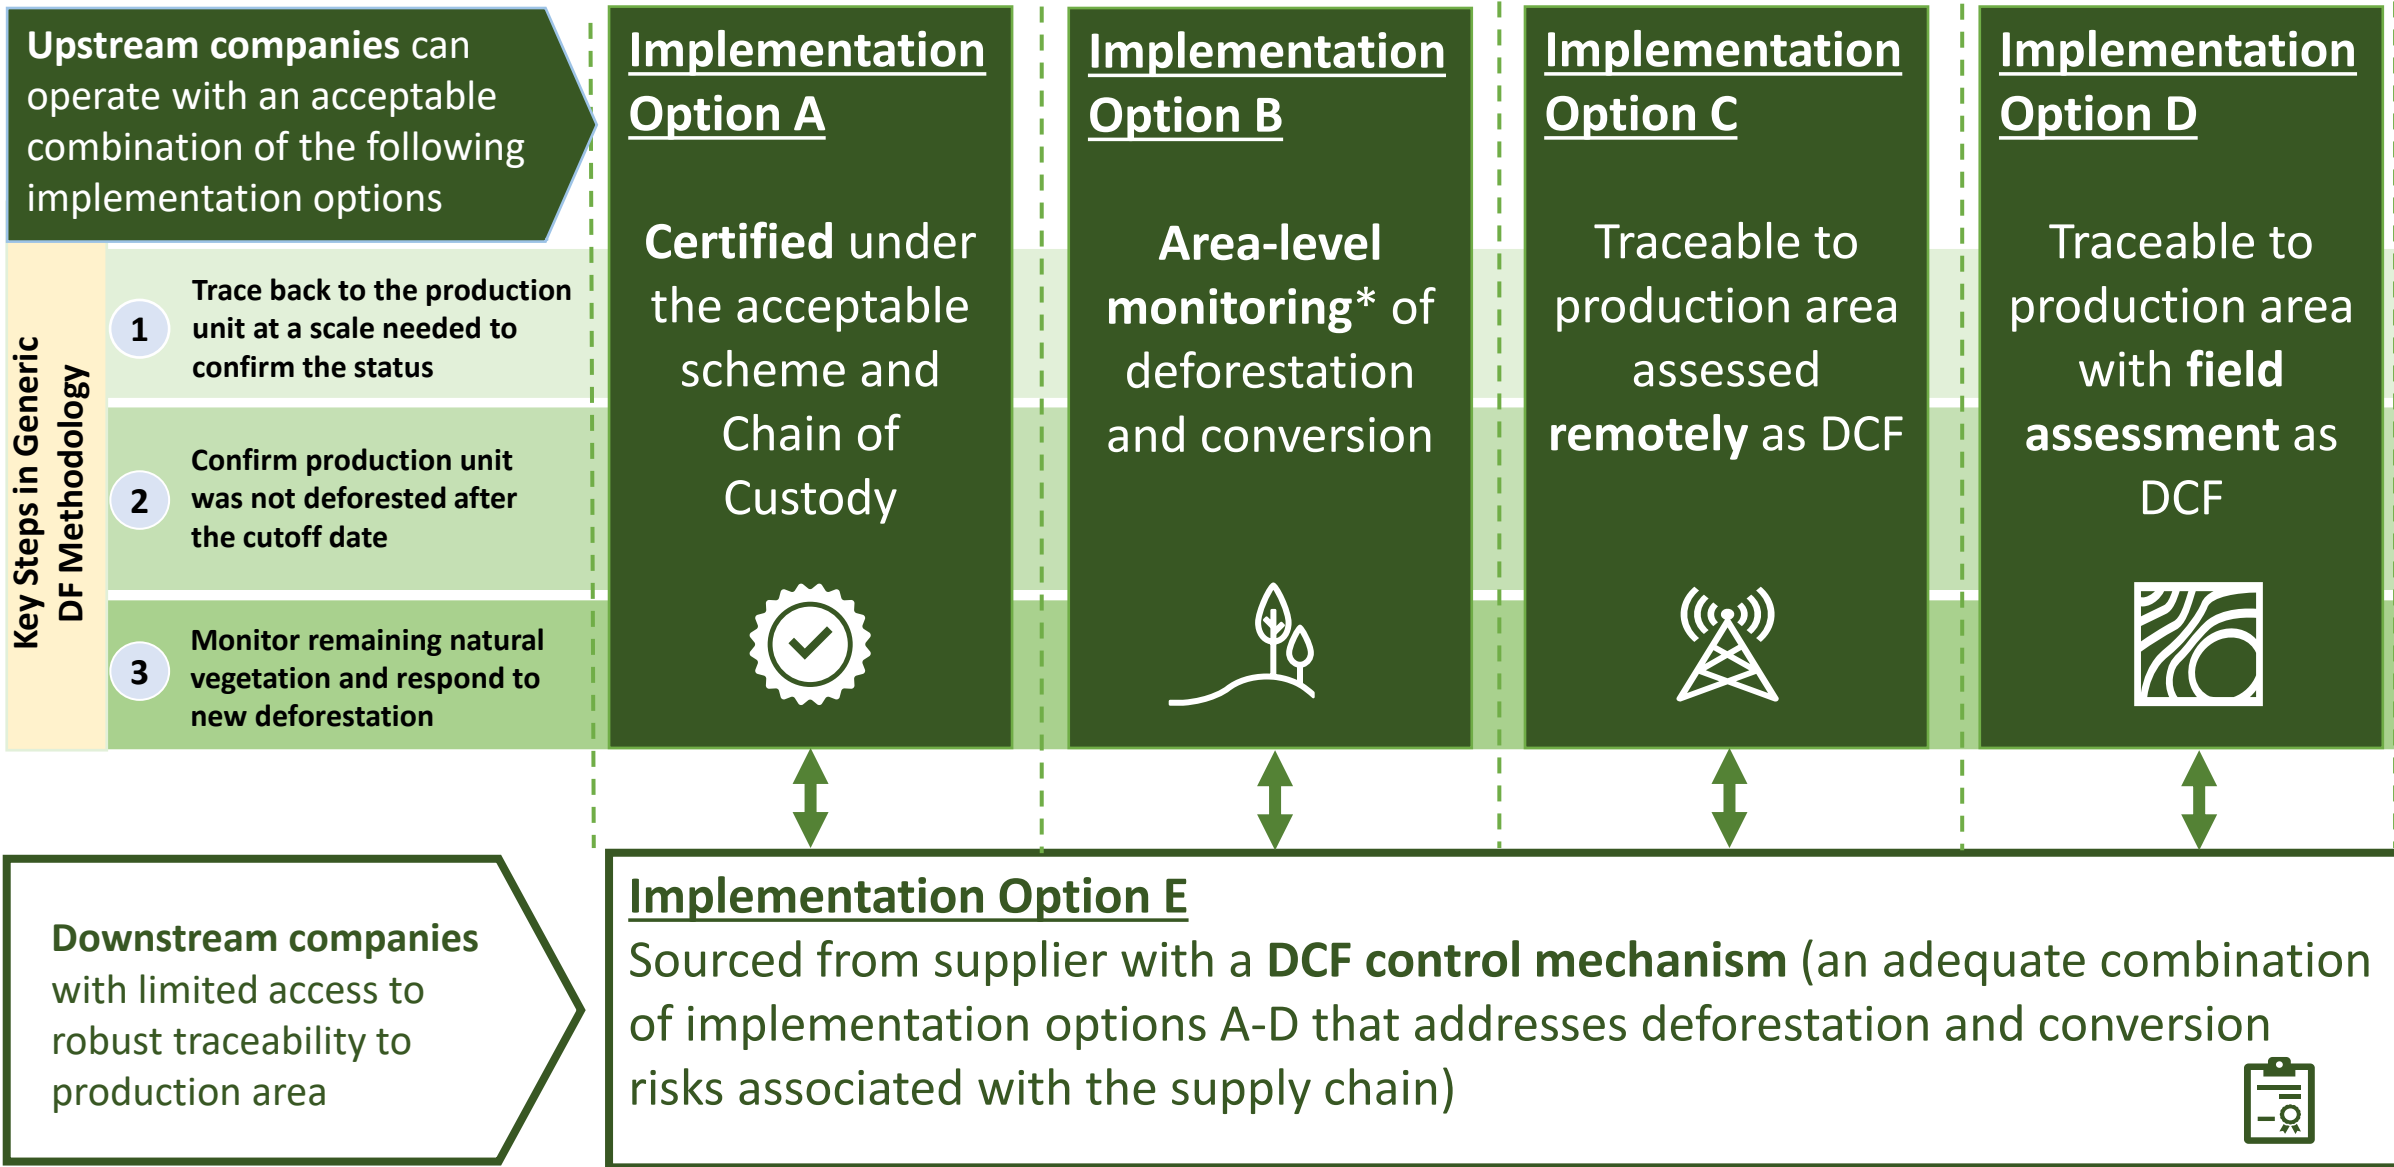 Upstream companies can
operate with an acceptable
combination of the following
implementation options
Key Steps in Generic
DF Methodology
1
Trace back to the production
unit at a scale needed to
confirm the status
2
Confirm production unit
was not deforested after
the cutoff date
3
Monitor remaining natural
vegetation and respond to
new deforestation
Implementation
Option A
Certified under
the acceptable
scheme and
Chain of
Custody
Implementation
Option B
Area-level
monitoring* of
deforestation
and conversion
Implementation
Option C
Traceable to
production area
assessed
remotely as DCF
Implementation
Option D
Traceable to
production area
with field
assessment as
DCF
Downstream companies
with limited access to
robust traceability to
production area
Implementation Option E
Sourced from supplier with a DCF control mechanism (an adequate combination
of implementation options A-D that addresses deforestation and conversion
risks associated with the supply chain)